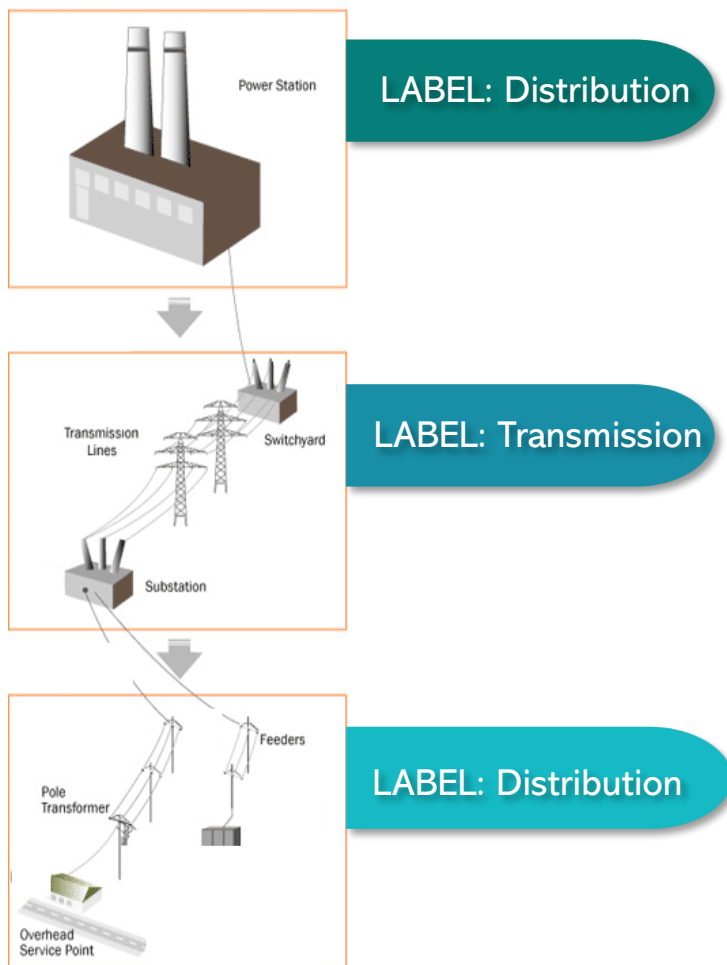 Power Station
LABEL: Distribution
Transmission
Lines
Switchyard
LABEL: Transmission
Substation
Feeders
Pole
Transformer
LABEL: Distribution
Overhead
Service Point